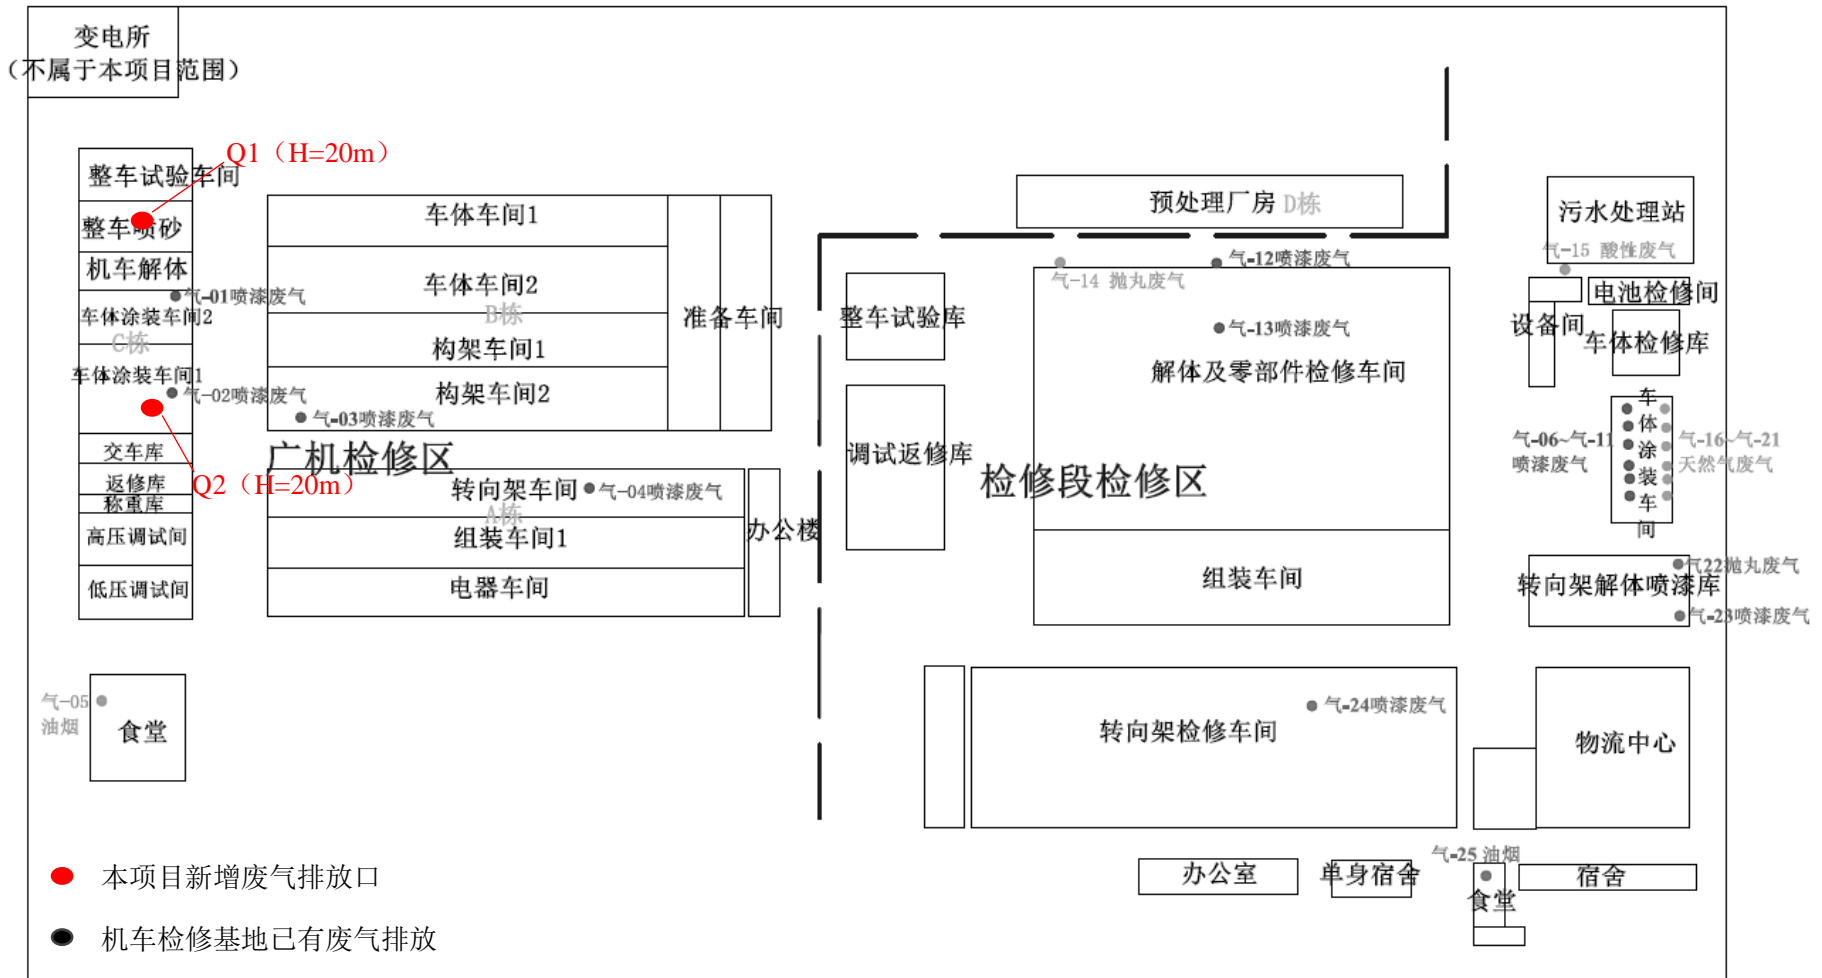 变电所
（不属于本项目范围）
Q1（H=20m）
整车试验车间
整车喷砂
机车解体
气-01喷漆废气
车体涂装车间2
C栋
车体涂装车间1
气-02喷漆废气
交车库
返修库
Q2（H=20m）
称重库
高压调试间
低压调试间
气-05
油烟
食堂
车体车间1
车体车间2
B栋
构架车间1
构架车间2
气-03喷漆废气
准备车间
广机检修区
转向架车间
气-04喷漆废气
A栋
组装车间1
电器车间
办公楼
预处理厂房 D栋
气-14 抛丸废气
气-12喷漆废气
整车试验库
气-13喷漆废气
解体及零部件检修车间
调试返修库
检修段检修区
组装车间
污水处理站
气-15 酸性废气
电池检修间
设备间
车体检修库
车体涂装车间
气-06~气-11
喷漆废气
气-16~气-21
天然气废气
气22抛丸废气
转向架解体喷漆库
气-23喷漆废气
气-24喷漆废气
转向架检修车间
物流中心
气-25 油烟
办公室
单身宿舍
食堂
宿舍
本项目新增废气排放口
机车检修基地已有废气排放